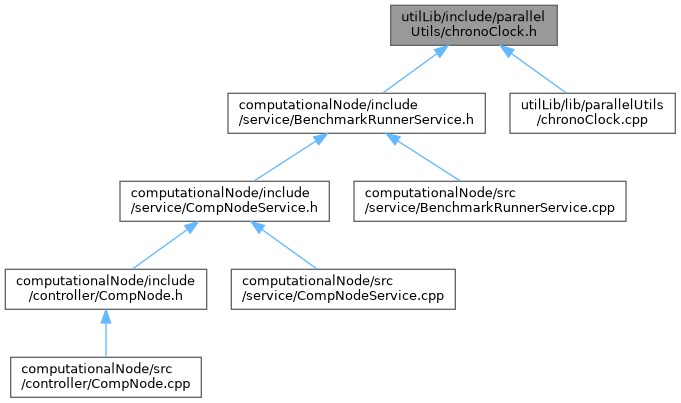 utilLib/include/parallel
Utils/chronoClock.h
computationalNode/include
/service/BenchmarkRunnerService.h
utilLib/lib/parallelUtils
/chronoClock.cpp
computationalNode/include
/service/CompNodeService.h
computationalNode/src
/service/BenchmarkRunnerService.cpp
computationalNode/include
/controller/CompNode.h
computationalNode/src
/service/CompNodeService.cpp
computationalNode/src
/controller/CompNode.cpp